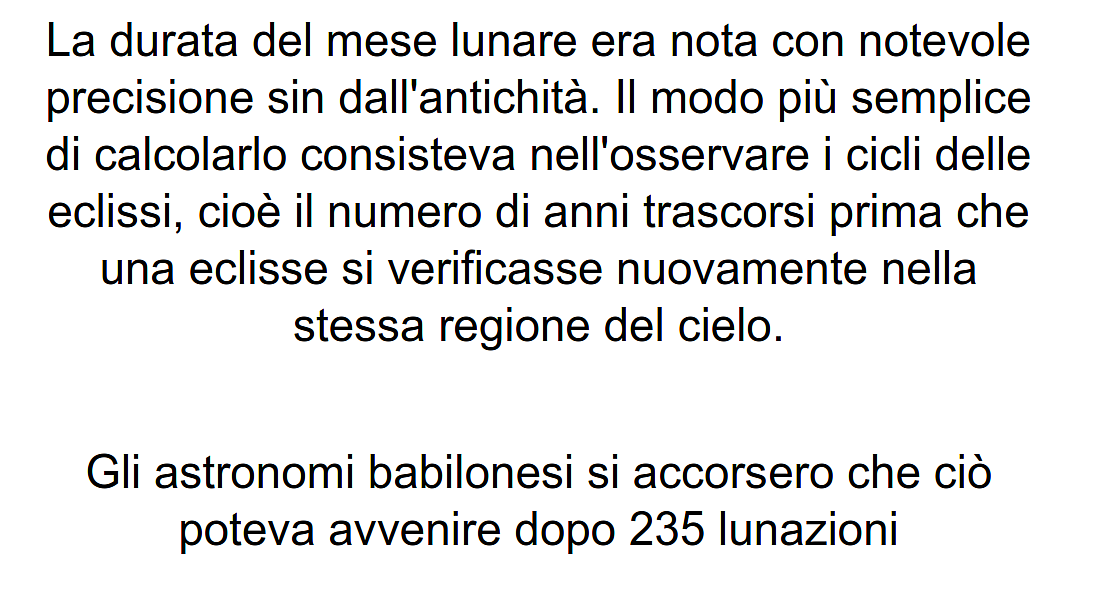 La durata del mese lunare era nota con notevole
precisione sin dall'antichità. Il modo più semplice
di calcolarlo consisteva nell'osservare i cicli delle
eclissi, cioè il numero di anni trascorsi prima che
una eclisse si verificasse nuovamente nella
stessa regione del cielo.
Gli astronomi babilonesi si accorsero che ciò
poteva avvenire dopo 235 lunazioni